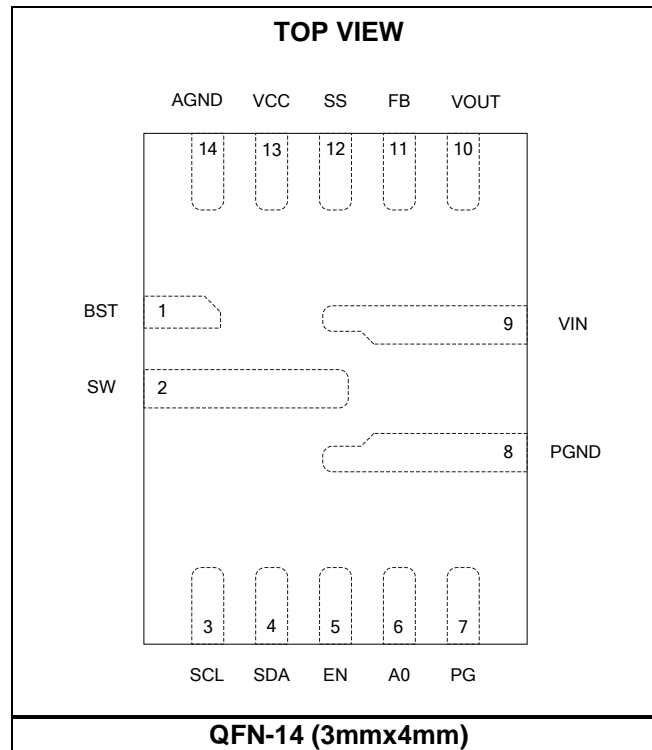 TOP VIEW
AGND VCC SS FB VOUT
14 13 12 11 10
BST 1 9 VIN
SW 2
8 PGND
3 4 5 6 7
SCL SDA EN A0 PG
QFN-14 (3mmx4mm)